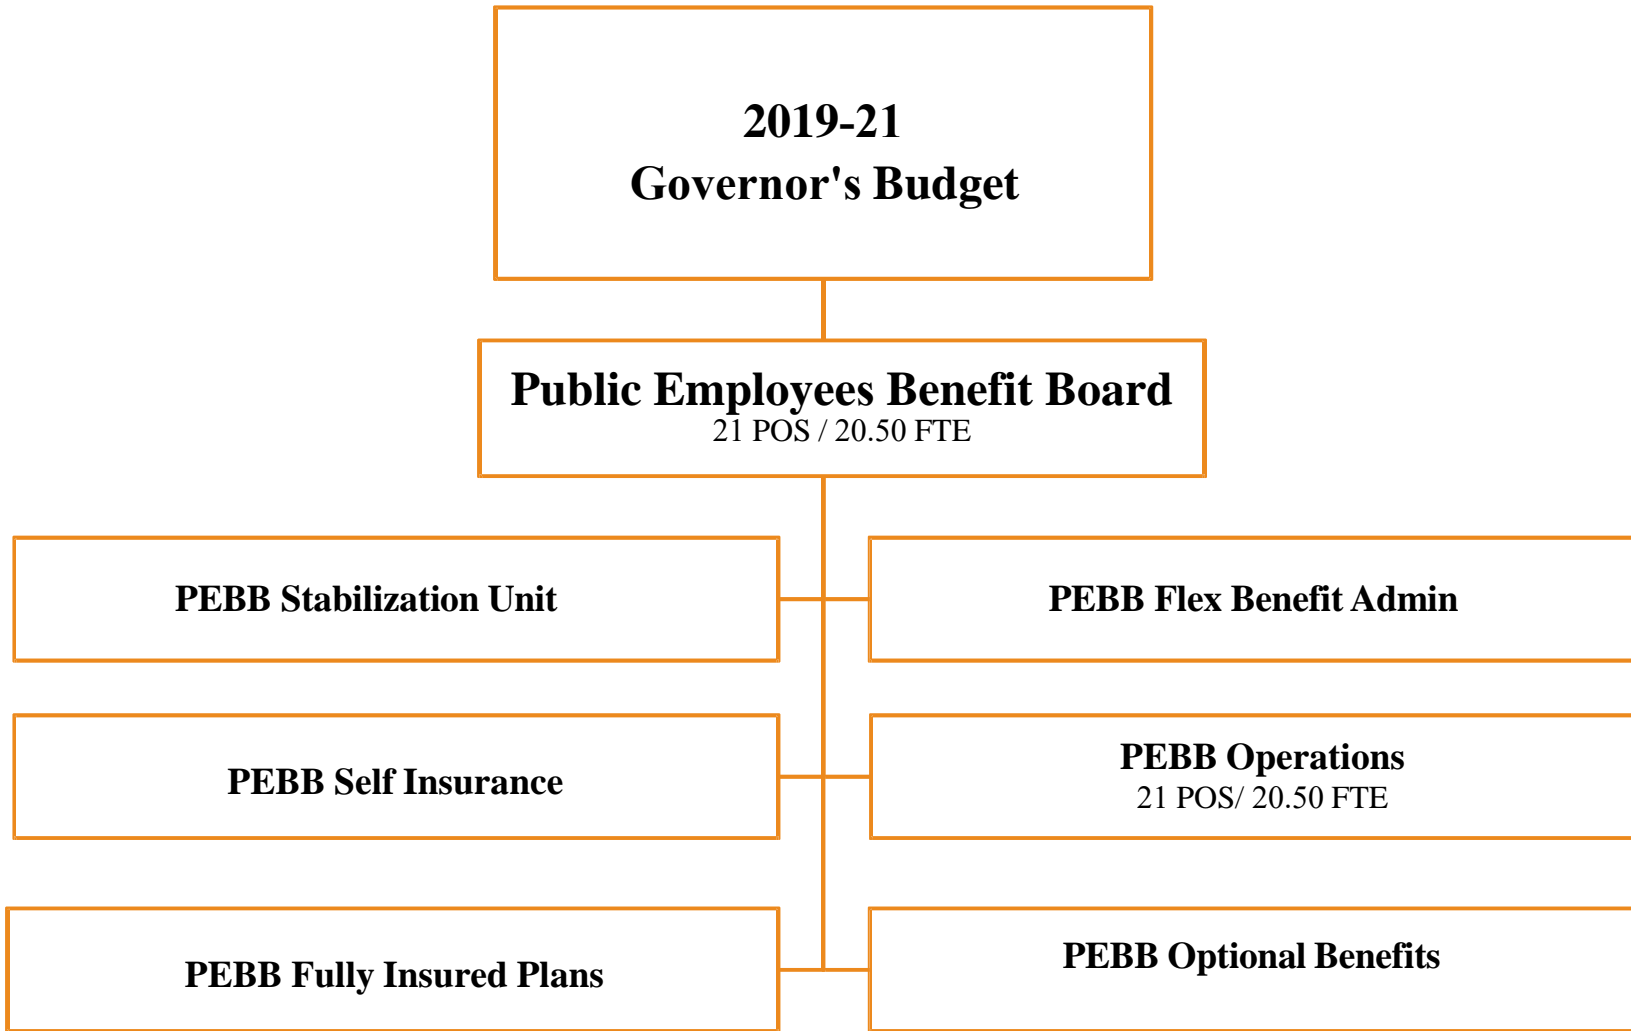 2019-21
Governor's Budget
Public Employees Benefit Board
21 POS / 20.50 FTE
PEBB Stabilization Unit
PEBB Flex Benefit Admin
PEBB Self Insurance
PEBB Operations
21 POS/ 20.50 FTE
PEBB Fully Insured Plans
PEBB Optional Benefits